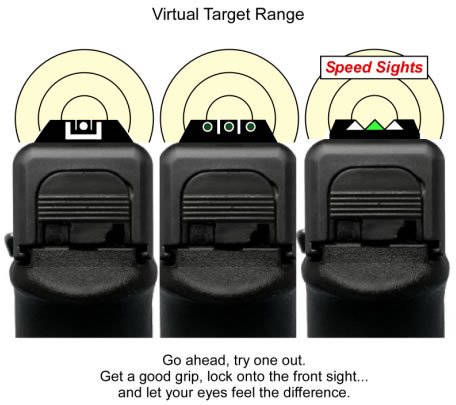 Virtual Target Range
Speed Sights
Go ahead, try one out.
Get a good grip, lock onto the front sight...
and let your eyes feel the difference.